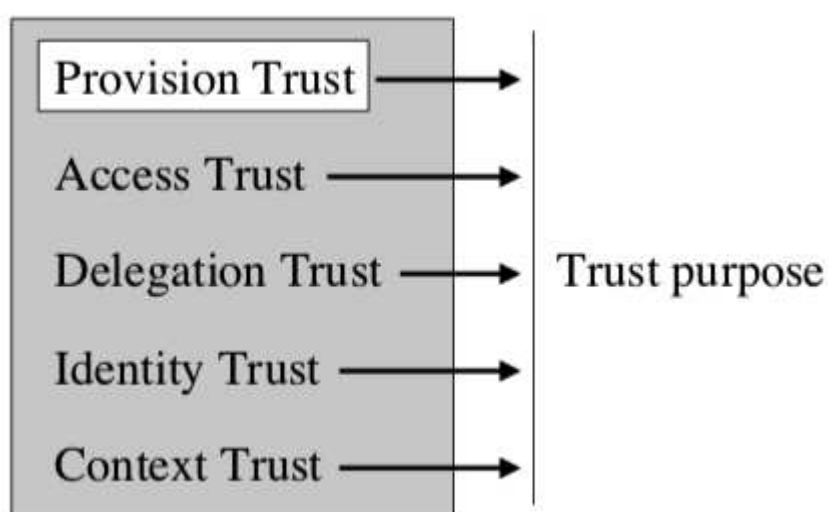 Provision Trust
Access Trust
Delegation Trust
Trust purpose
Identity Trust
Context Trust